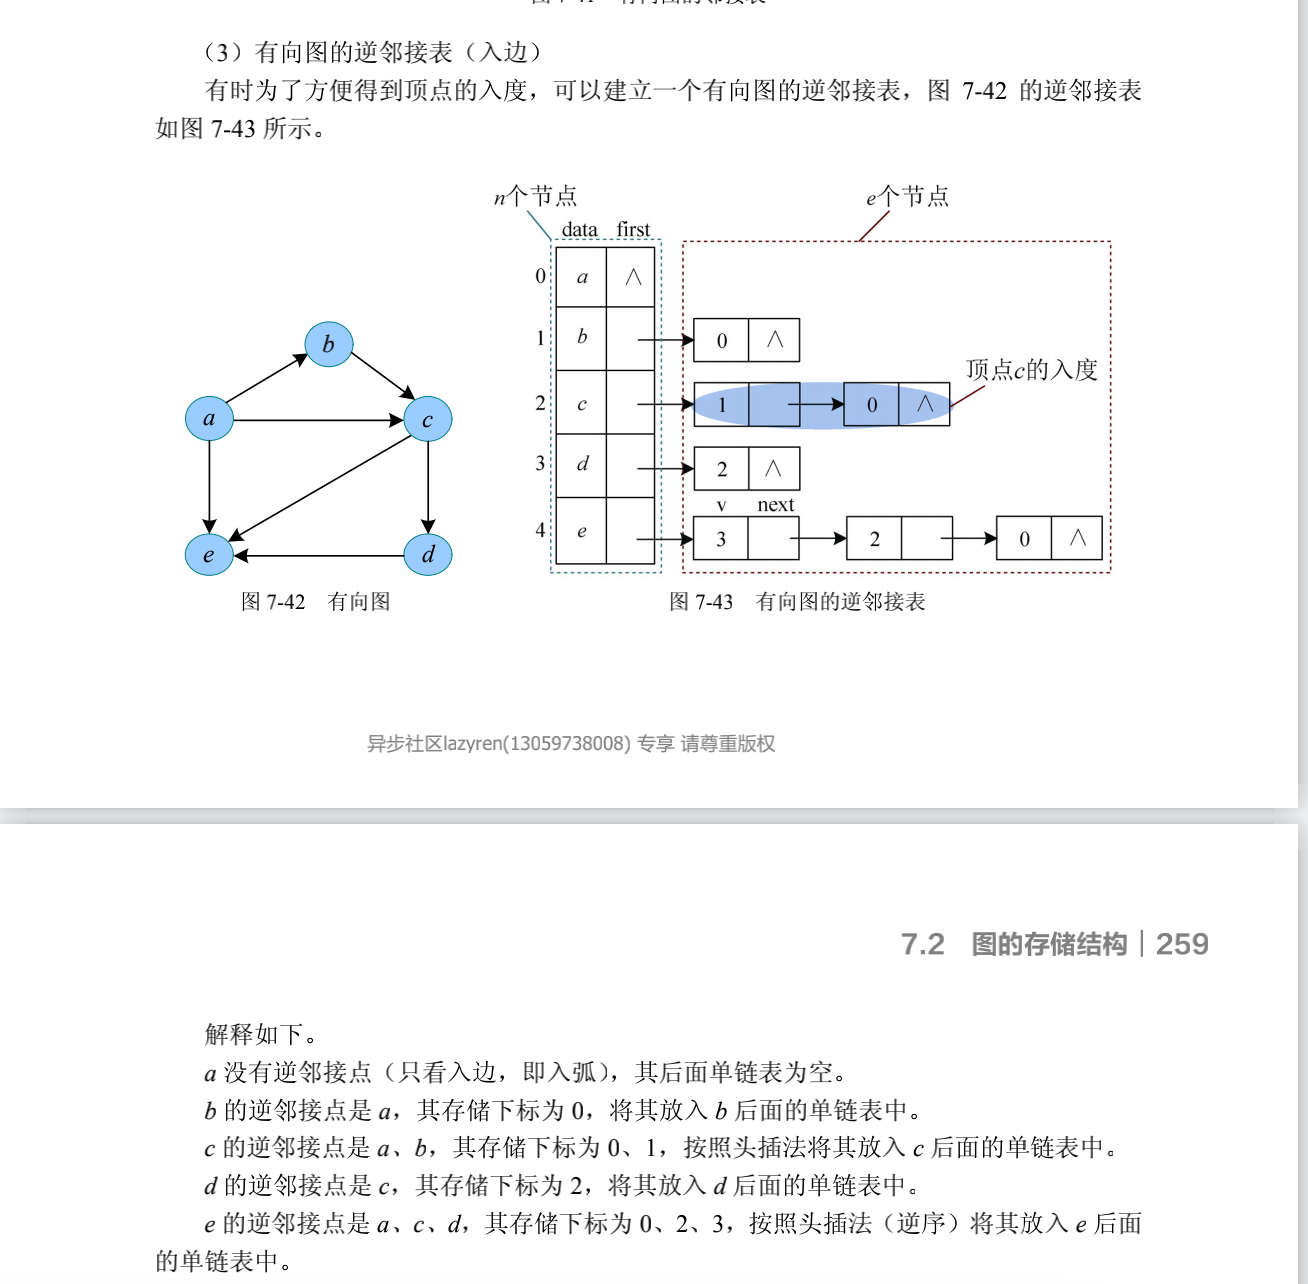 （3）有向图的逆邻接表（入边）
有时为了方便得到顶点的入度，可以建立一个有向图的逆邻接表，图 7-42 的逆邻接表
如图 7-43 所示。
n个节点
e个节点
data first
0 a ∧
1 b 0 ∧
顶点c的入度
2 c 1 0 ∧
3 d 2 ∧
v next
4 e 3 2 0 ∧
b
a c
e d
图 7-42 有向图
图 7-43 有向图的逆邻接表
异步社区lazyren(13059738008) 专享 请尊重版权
7.2 图的存储结构｜259
解释如下。
a 没有逆邻接点（只看入边，即入弧），其后面单链表为空。
b 的逆邻接点是 a，其存储下标为 0，将其放入 b 后面的单链表中。
c 的逆邻接点是 a、b，其存储下标为 0、1，按照头插法将其放入 c 后面的单链表中。
d 的逆邻接点是 c，其存储下标为 2，将其放入 d 后面的单链表中。
e 的逆邻接点是 a、c、d，其存储下标为 0、2、3，按照头插法（逆序）将其放入 e 后面
的单链表中。